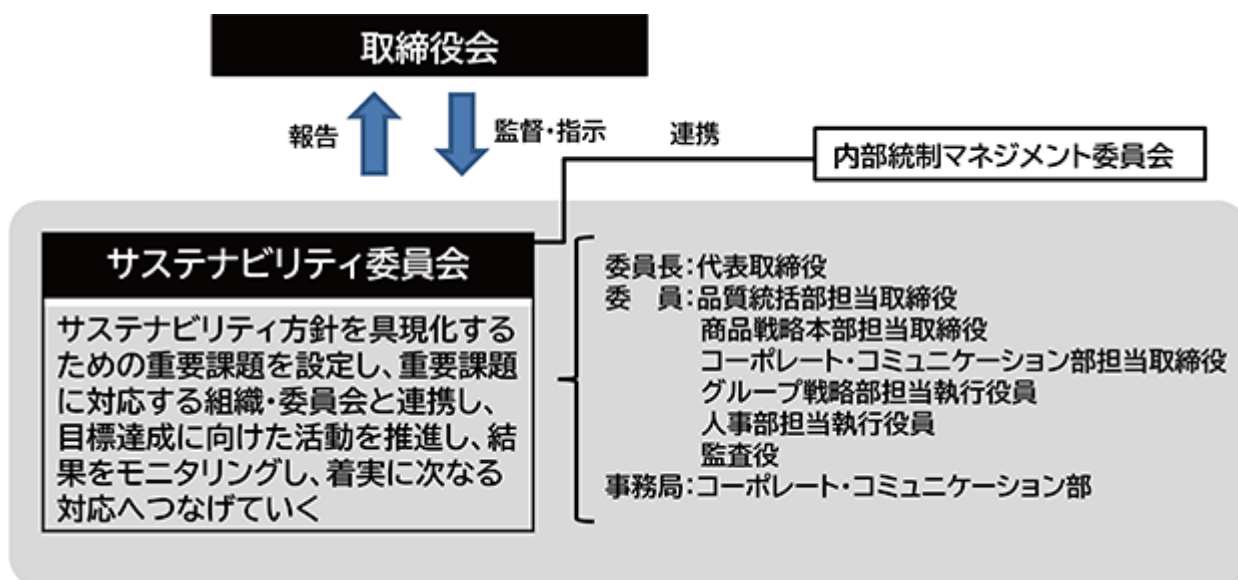 取締役会
報告
監督・指示
連携
内部統制マネジメント委員会
サステナビリティ委員会
サステナビリティ方針を具現化する
ための重要課題を設定し、重要課題
に対応する組織・委員会と連携し、
目標達成に向けた活動を推進し、結
果をモニタリングし、着実に次なる
対応へつなげていく
委員長：代表取締役
委　員：品質統括部担当取締役
商品戦略本部担当取締役
コーポレート・コミュニケーション部担当取締役
グループ戦略部担当執行役員
人事部担当執行役員
監査役
事務局：コーポレート・コミュニケーション部